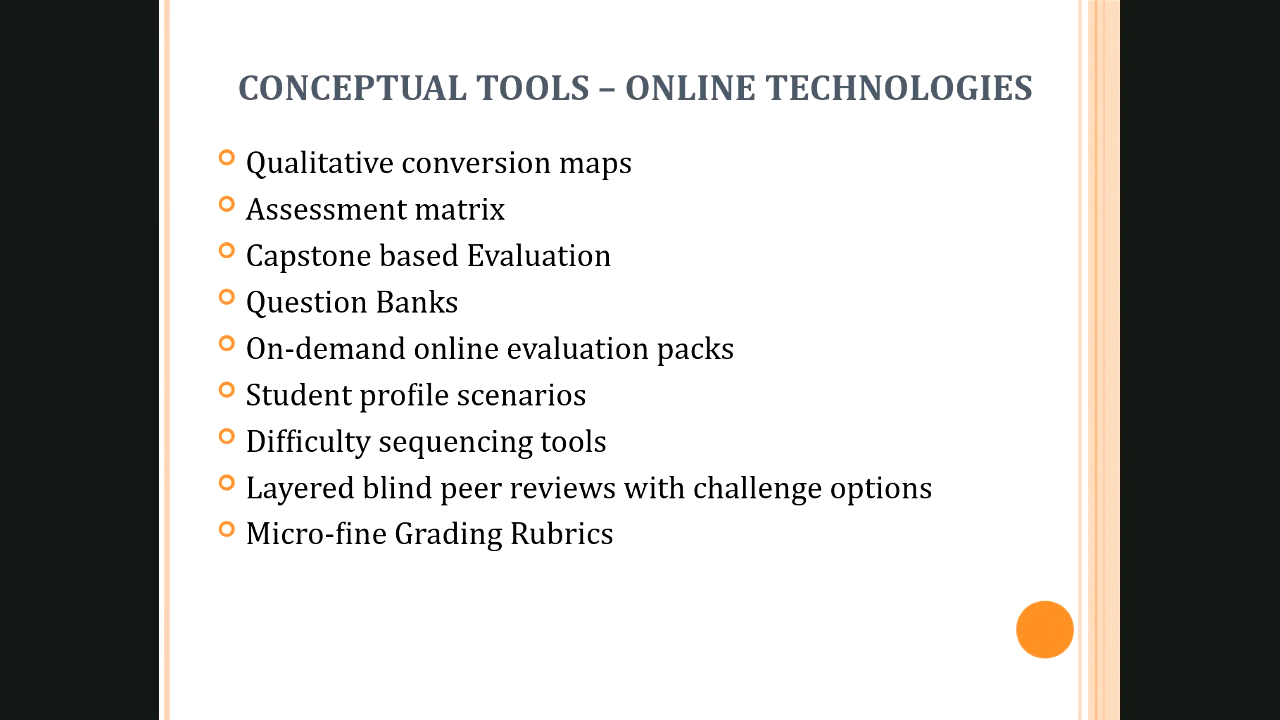 CONCEPTUAL TOOLS – ONLINE TECHNOLOGIES
Qualitative conversion maps
Assessment matrix
Capstone based Evaluation
Question Banks
On-demand online evaluation packs
Student profile scenarios
Difficulty sequencing tools
Layered blind peer reviews with challenge options
Micro-fine Grading Rubrics